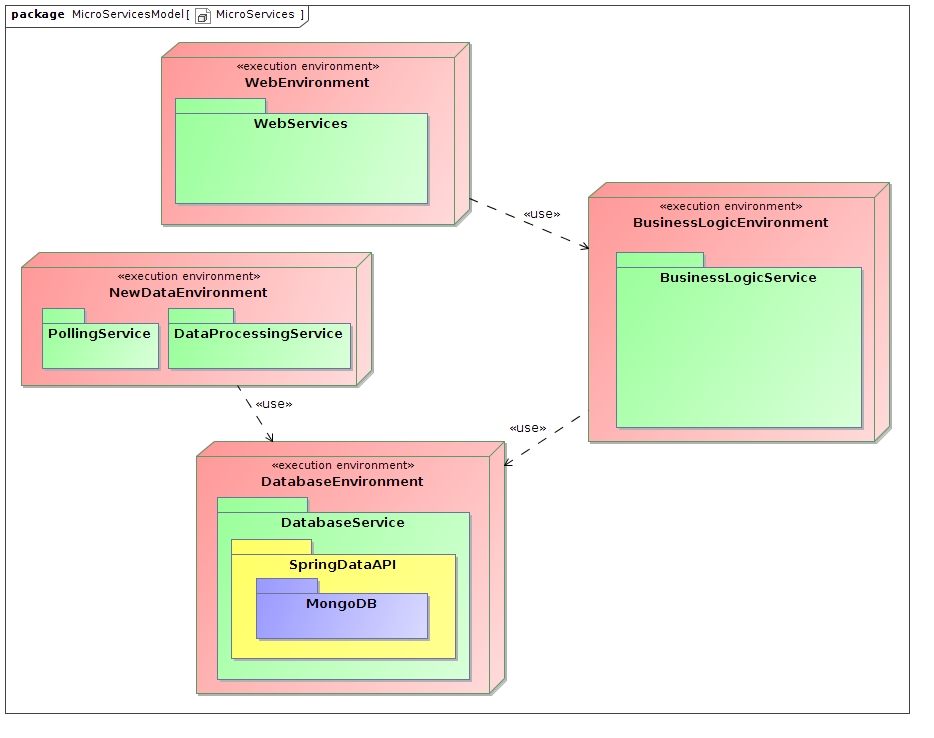 package MicroServicesModel[ MicroServices ]
«execution environment»
WebEnvironment
WebServices
«use»
«execution environment»
BusinessLogicEnvironment
BusinessLogicService
«execution environment»
NewDataEnvironment
PollingService
DataProcessingService
«use»
«use»
«execution environment»
DatabaseEnvironment
DatabaseService
SpringDataAPI
MongoDB